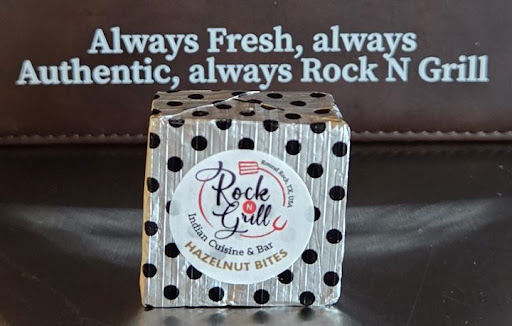 Always Fresh, always
Authentic, always Rock N Grill
Round Rock, TX, USA
Rock
N
Grill
Indian Cuisine & Bar
HAZELNUT BITES